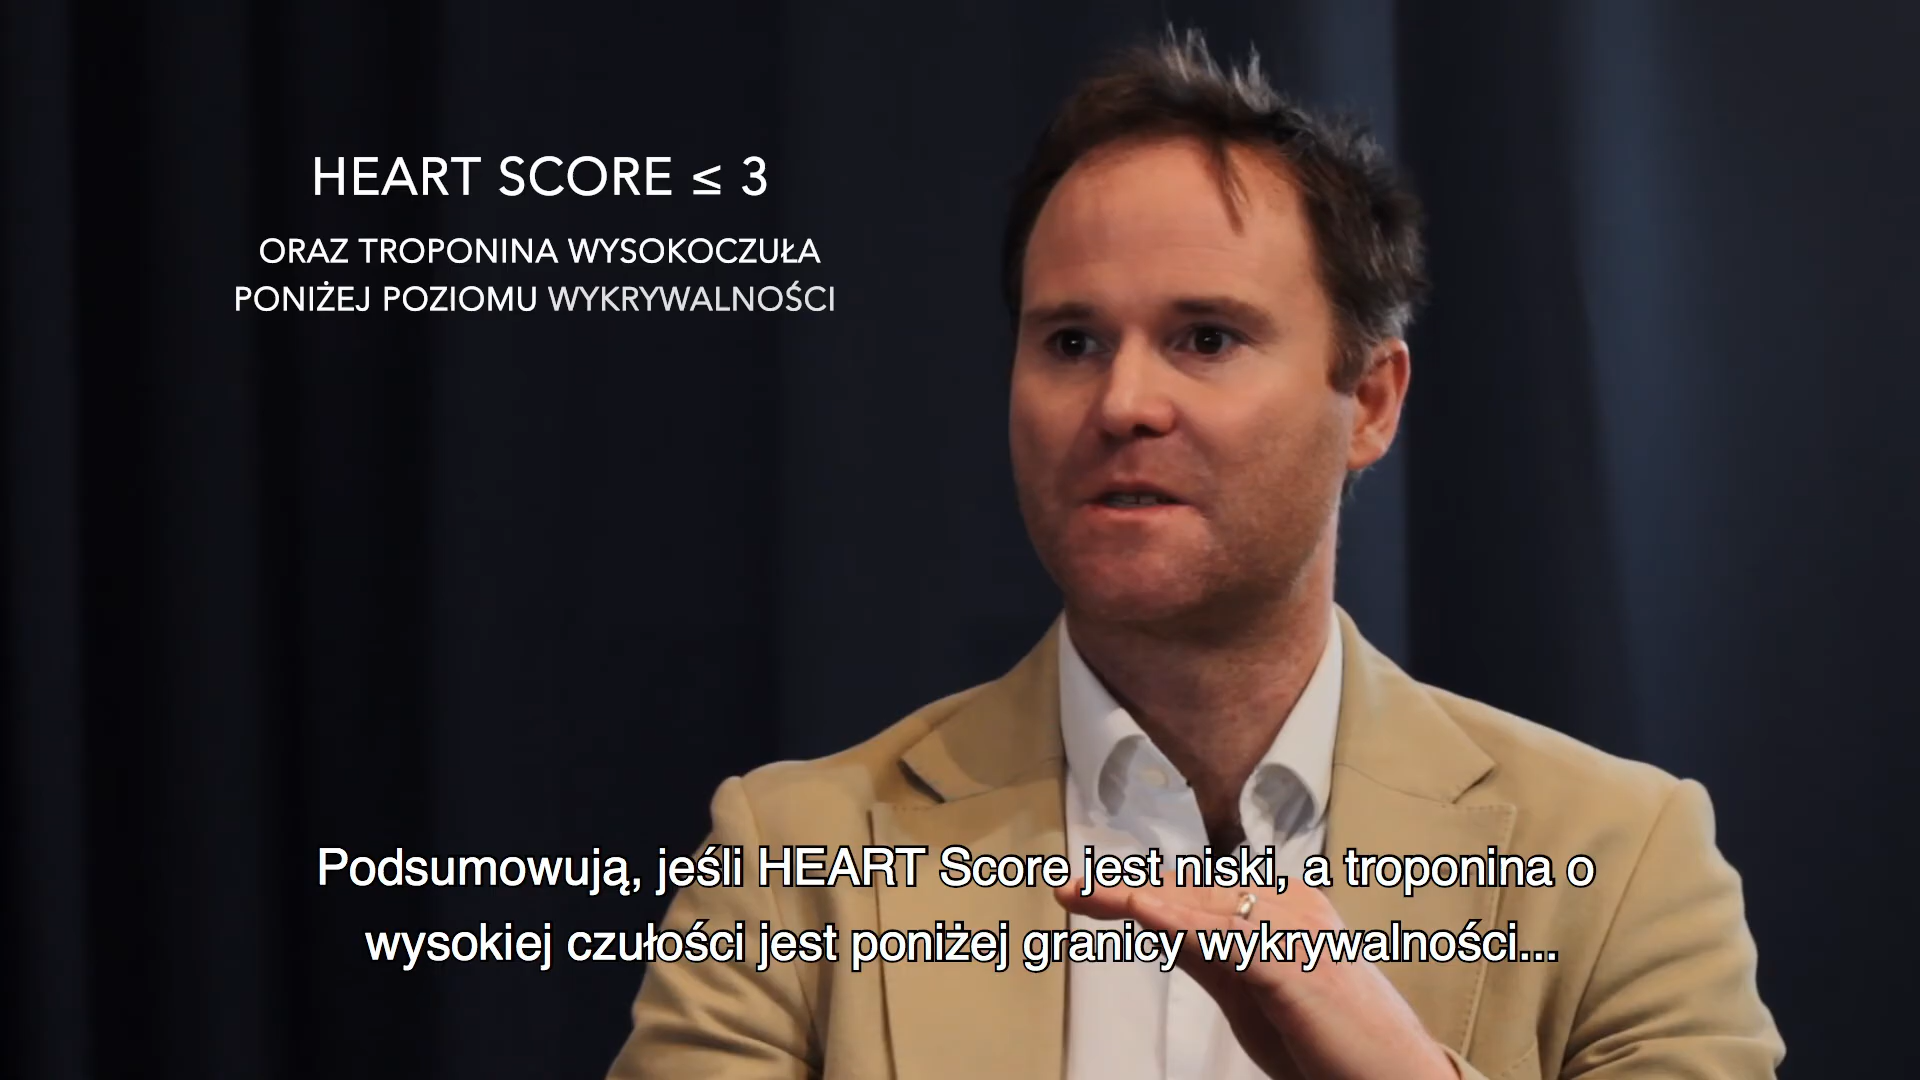 HEART SCORE ≤ 3
ORAZ TROPONINA WYSOKOCZUŁA
PONIŻEJ POZIOMU WYKRYWALNOŚCI
Podsumowują, jeśli HEART Score jest niski, a troponina o
wysokiej czułości jest poniżej granicy wykrywalności...